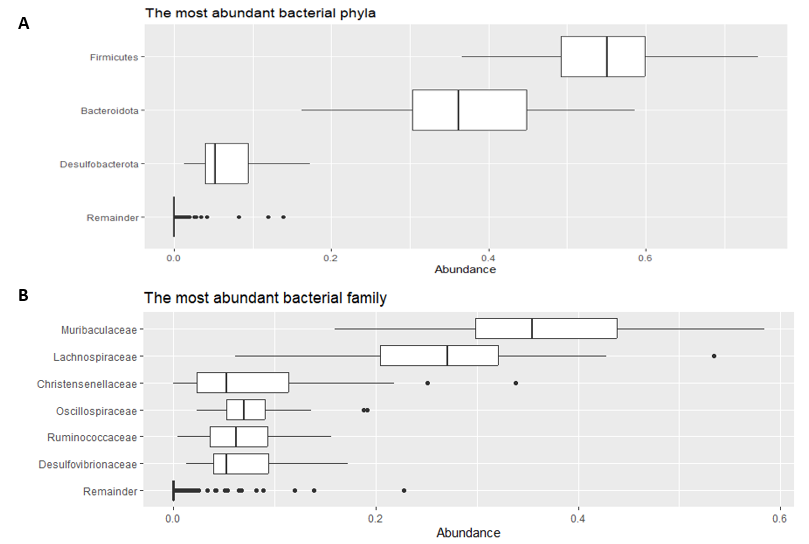 A
The most abundant bacterial phyla
Firmicutes
Bacteroidota
Desulfobacterota
Remainder
0.0 0.2 0.4 0.6
Abundance
B
The most abundant bacterial family
Muribaculaceae
Lachnospiraceae
Christensenellaceae
Oscillospiraceae
Ruminococcaceae
Desulfovibrionaceae
Remainder
0.0 0.2 0.4 0.6
Abundance